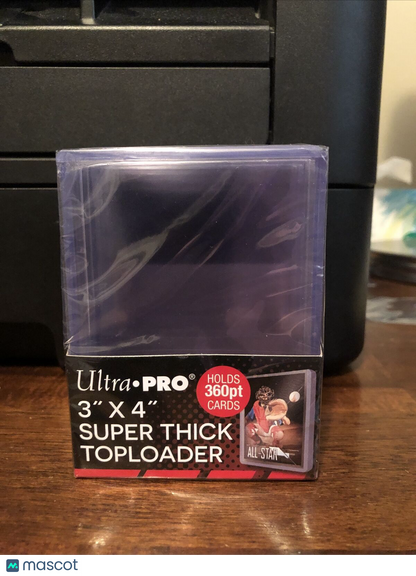 Ultra•PRO®
HOLDS
360pt
CARDS
3" X 4"
SUPER THICK
TOPLOADER
ALL-STAR
mascot